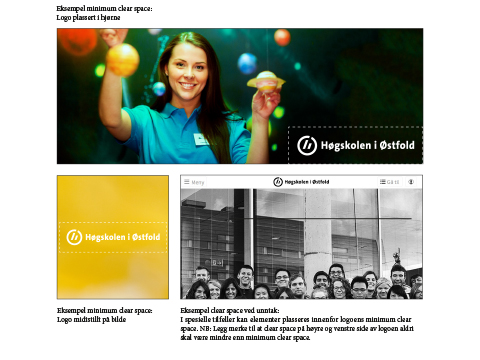 Eksempel minimum clear space:
Logo plassert i hjørne
Høgskolen i Østfold
Høgskolen i Østfold
Meny
Høgskolen i Østfold
Gå til
Eksempel minimum clear space:
Logo midtstilt på bilde
Eksempel clear space ved unntak:
I spesielle tilfeller kan elementer plasseres innenfor logoens minimum clear
space. NB: Legg merke til at clear space på høyre og venstre side av logoen aldri
skal være mindre enn minimum clear space.